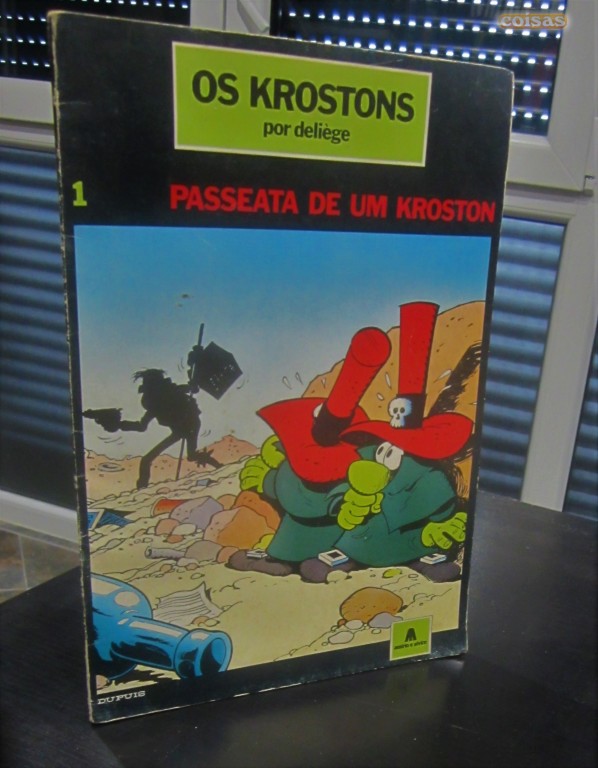 coisas
OS KROSTONS
por deliège
1
PASSEATA DE UM KROSTON
DUPUIS